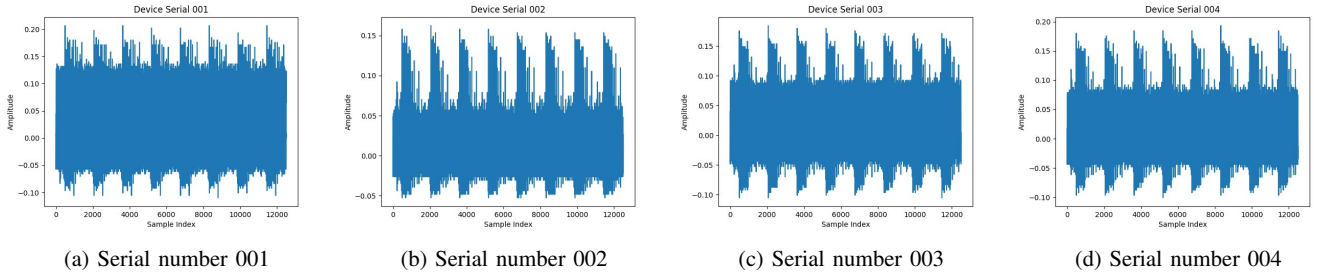 Device Serial 001
0.20
0.15
0.10
0.05
0.00
−0.05
−0.10
Amplitude
0 2000 4000 6000 8000 10000 12000
Sample Index
(a) Serial number 001
Device Serial 002
0.15
0.10
0.05
0.00
−0.05
Amplitude
0 2000 4000 6000 8000 10000 12000
Sample Index
(b) Serial number 002
Device Serial 003
0.15
0.10
0.05
0.00
−0.05
−0.10
Amplitude
0 2000 4000 6000 8000 10000 12000
Sample Index
(c) Serial number 003
Device Serial 004
0.20
0.15
0.10
0.05
0.00
−0.05
−0.10
Amplitude
0 2000 4000 6000 8000 10000 12000
Sample Index
(d) Serial number 004